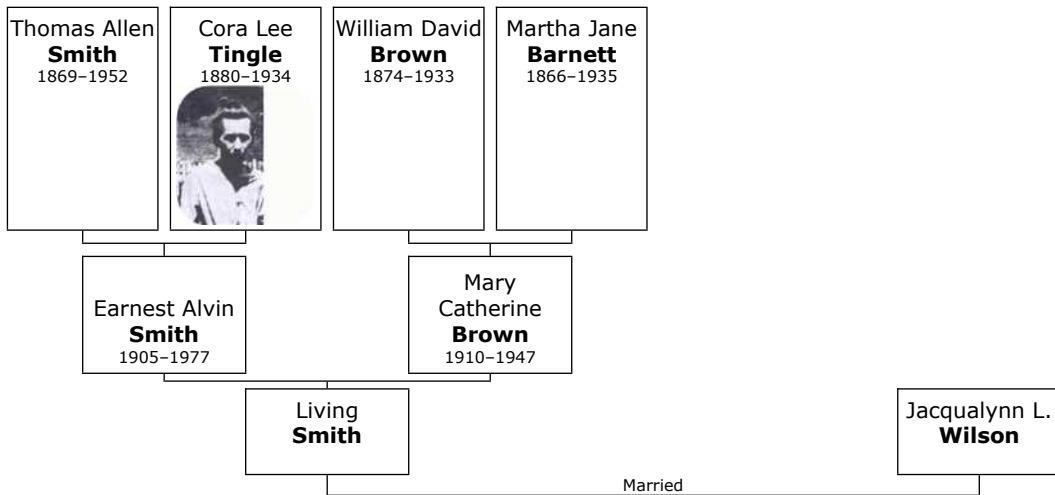 Thomas Allen
Smith
1869–1952
Cora Lee
Tingle
1880–1934
William David
Brown
1874–1933
Martha Jane
Barnett
1866–1935
Earnest Alvin
Smith
1905–1977
Mary
Catherine
Brown
1910–1947
Living
Smith
Jacqualynn L.
Wilson
Married